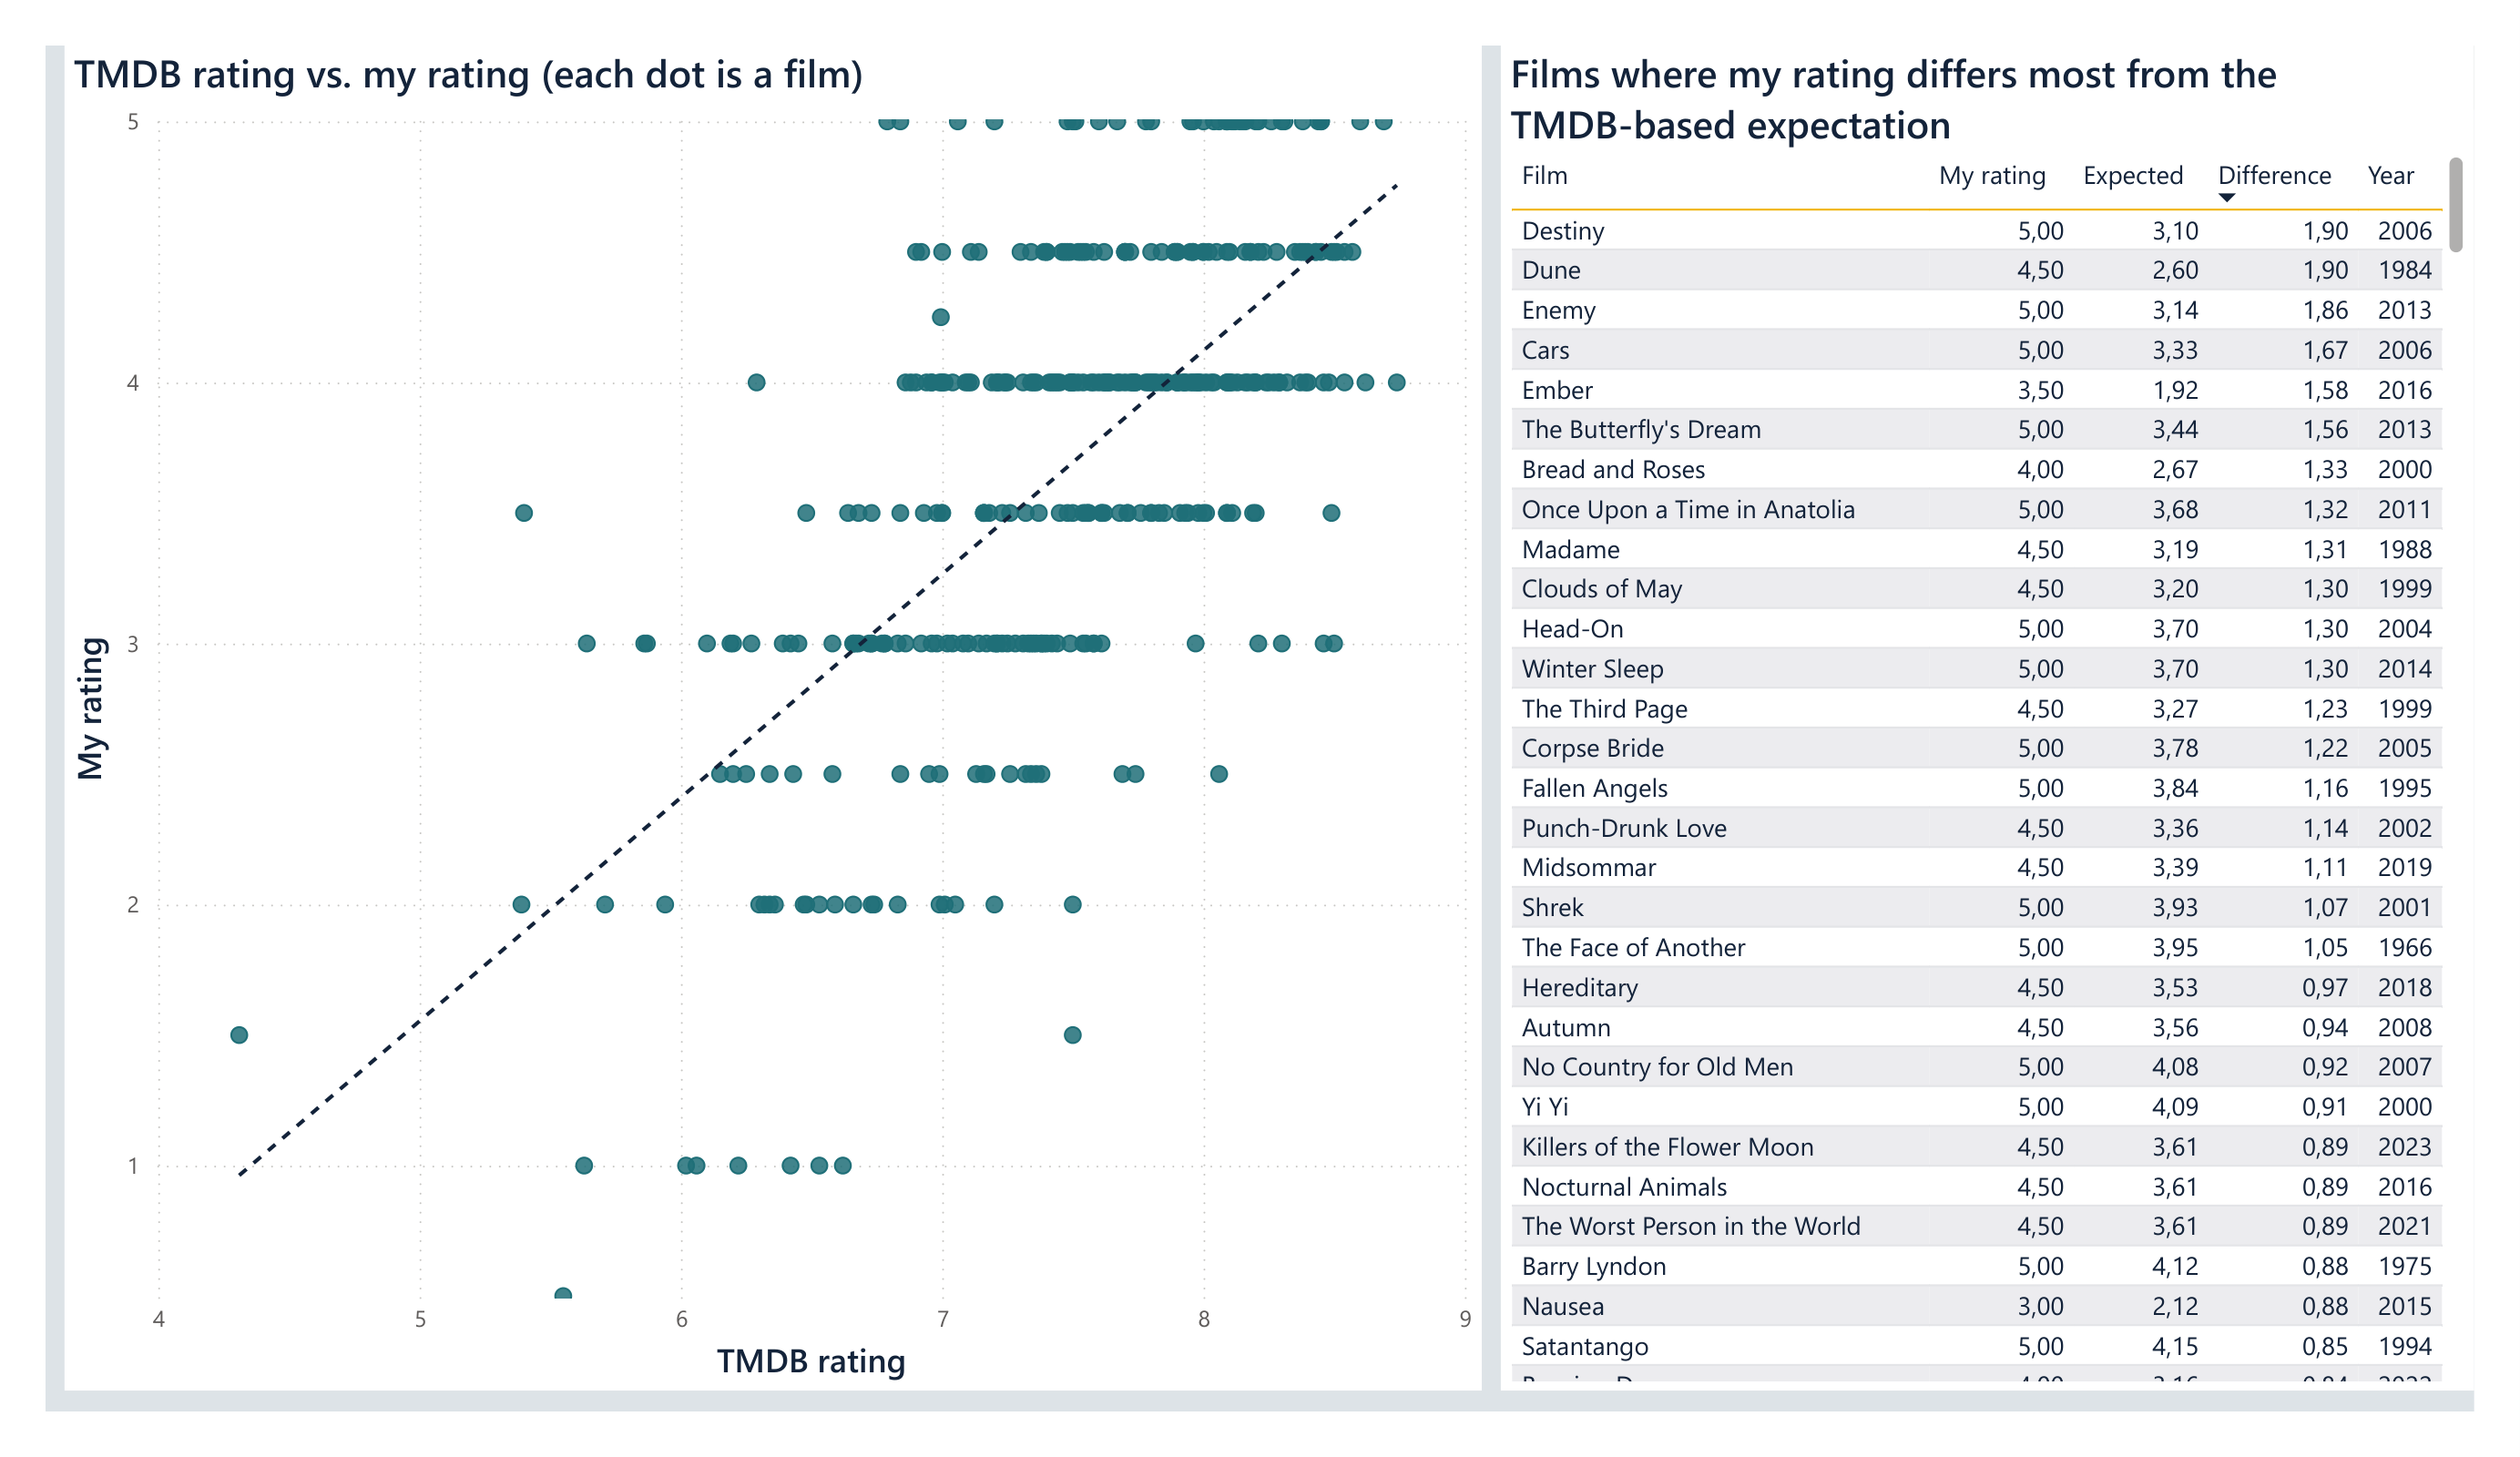 TMDB rating vs. my rating (each dot is a film)
5
4
3
2
1
My rating
4 5 6 7 8 9
TMDB rating
Films where my rating differs most from the
TMDB-based expectation
Film My rating Expected Difference Year
Destiny 5,00 3,10 1,90 2006
Dune 4,50 2,60 1,90 1984
Enemy 5,00 3,14 1,86 2013
Cars 5,00 3,33 1,67 2006
Ember 3,50 1,92 1,58 2016
The Butterfly's Dream 5,00 3,44 1,56 2013
Bread and Roses 4,00 2,67 1,33 2000
Once Upon a Time in Anatolia 5,00 3,68 1,32 2011
Madame 4,50 3,19 1,31 1988
Clouds of May 4,50 3,20 1,30 1999
Head-On 5,00 3,70 1,30 2004
Winter Sleep 5,00 3,70 1,30 2014
The Third Page 4,50 3,27 1,23 1999
Corpse Bride 5,00 3,78 1,22 2005
Fallen Angels 5,00 3,84 1,16 1995
Punch-Drunk Love 4,50 3,36 1,14 2002
Midsommar 4,50 3,39 1,11 2019
Shrek 5,00 3,93 1,07 2001
The Face of Another 5,00 3,95 1,05 1966
Hereditary 4,50 3,53 0,97 2018
Autumn 4,50 3,56 0,94 2008
No Country for Old Men 5,00 4,08 0,92 2007
Yi Yi 5,00 4,09 0,91 2000
Killers of the Flower Moon 4,50 3,61 0,89 2023
Nocturnal Animals 4,50 3,61 0,89 2016
The Worst Person in the World 4,50 3,61 0,89 2021
Barry Lyndon 5,00 4,12 0,88 1975
Nausea 3,00 2,12 0,88 2015
Satantango 5,00 4,15 0,85 1994